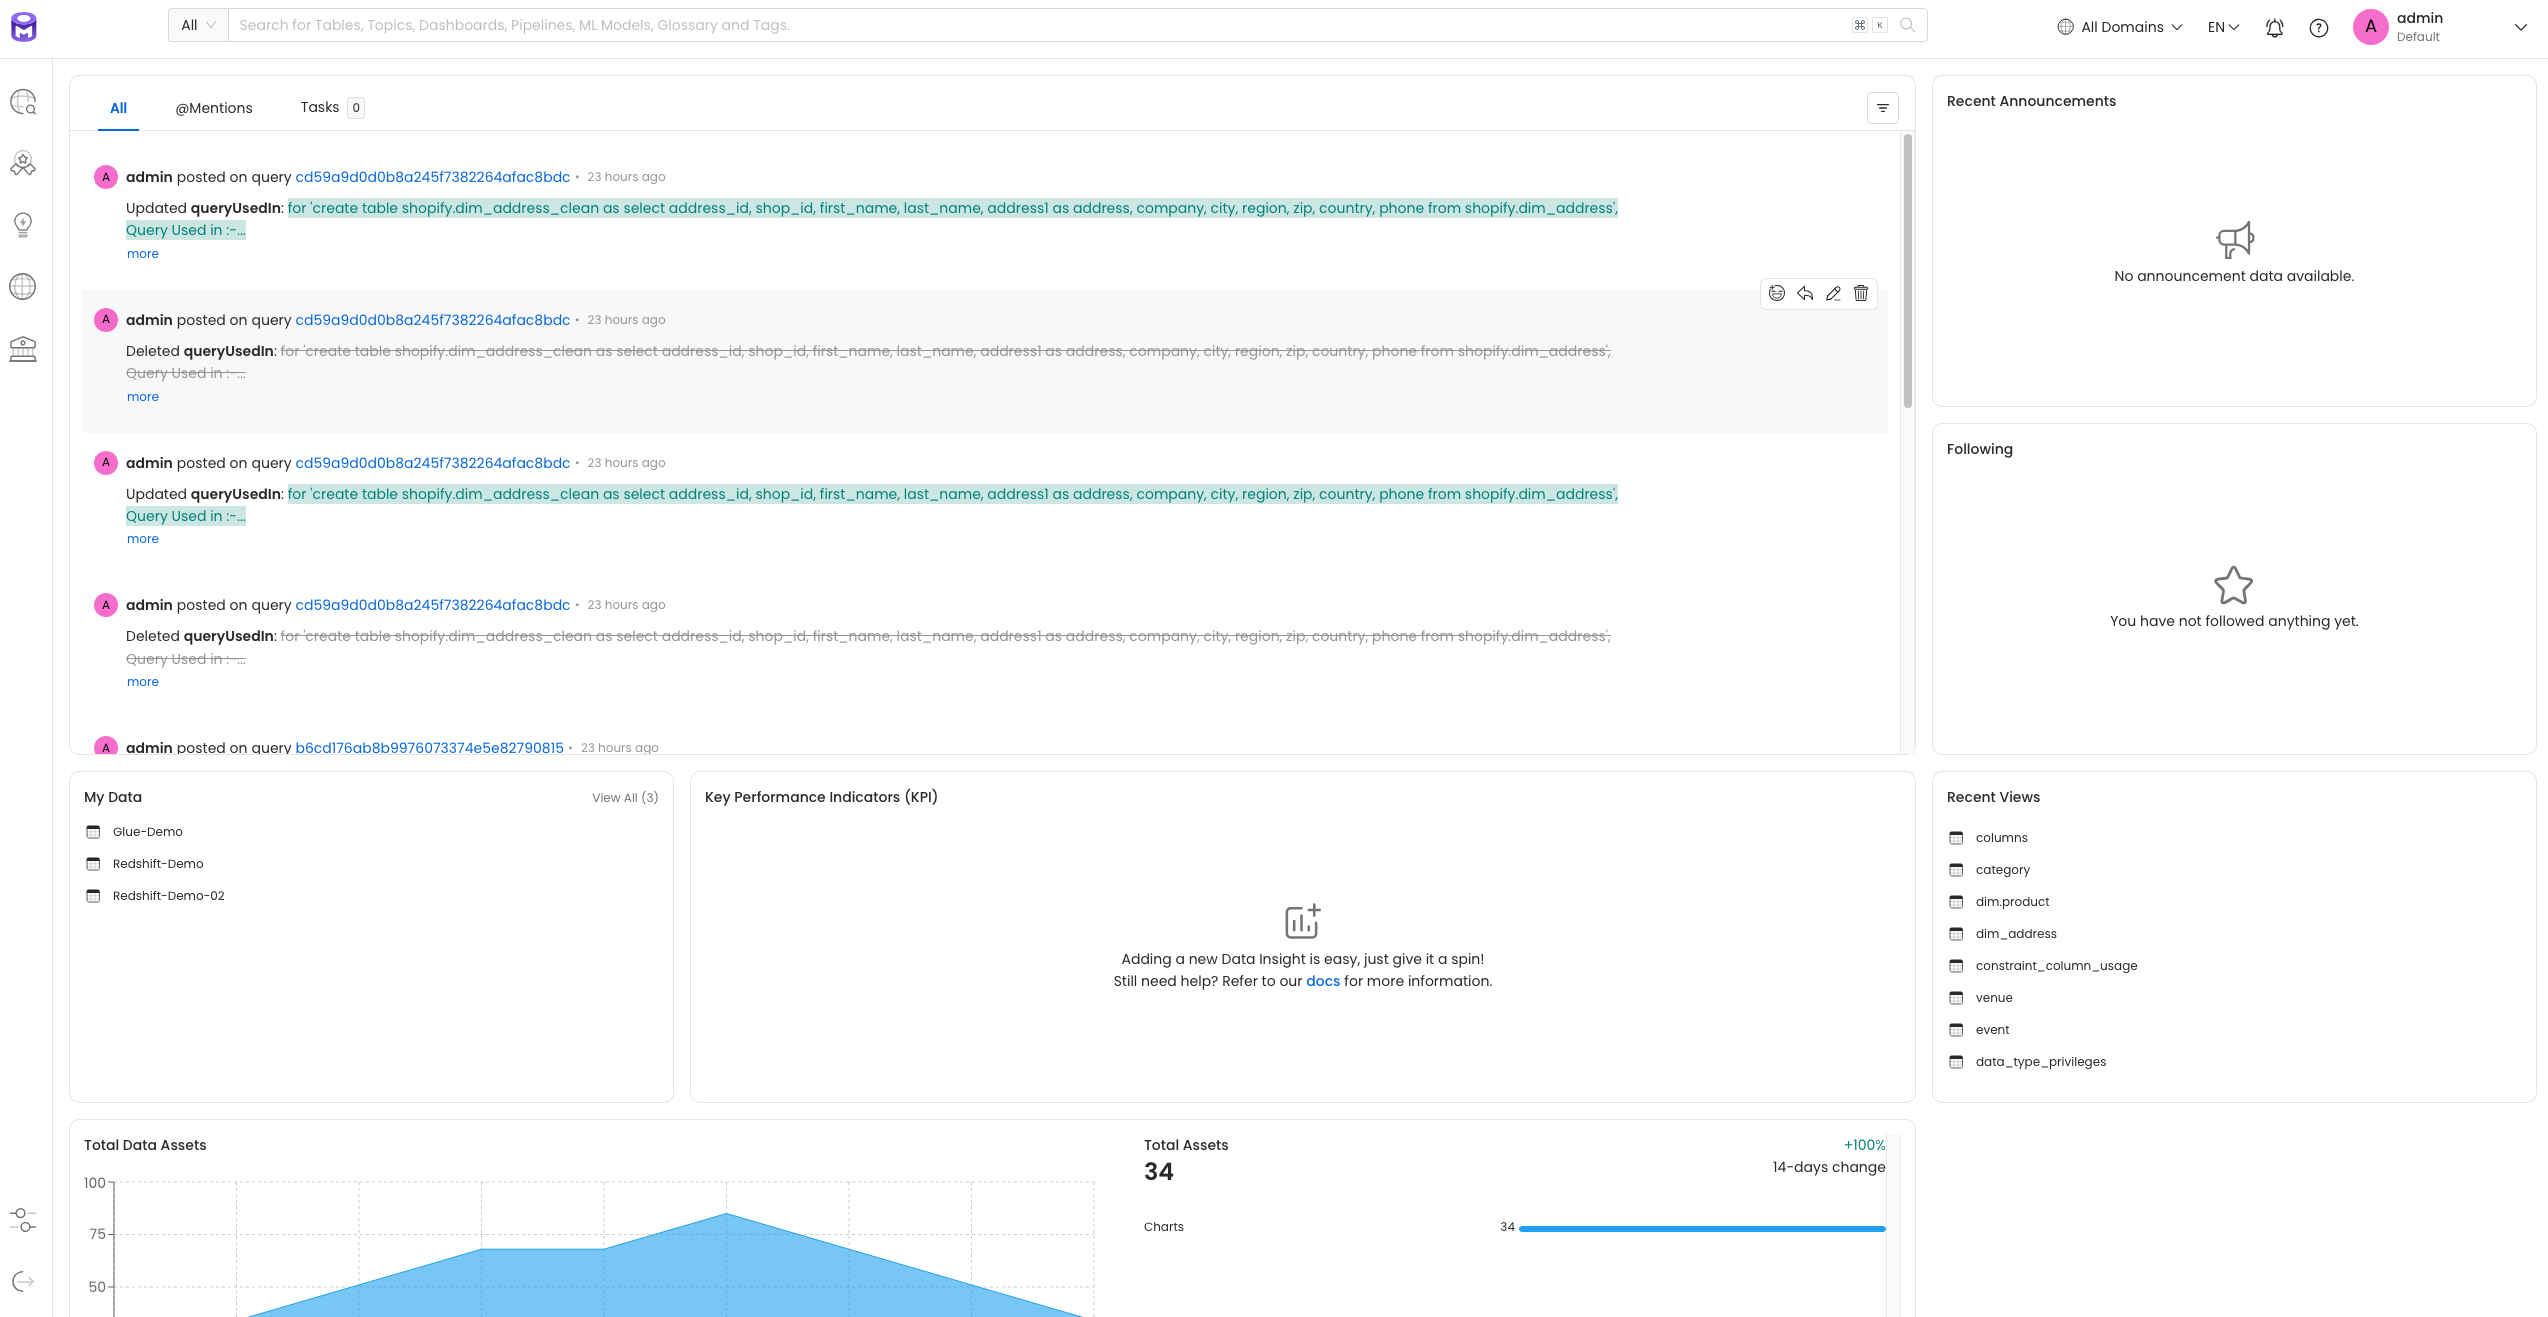 All
Search for Tables, Topics, Dashboards, Pipelines, ML Models, Glossary and Tags.
⌘ K
All Domains
EN
A
admin
Default
All
@Mentions
Tasks 0
A admin posted on query cd59a9d0d0b8a245f7382264afac8bdc • 23 hours ago
Updated queryUsedIn: for 'create table shopify.dim_address_clean as select address_id, shop_id, first_name, last_name, address1 as address, company, city, region, zip, country, phone from shopify.dim_address',
Query Used in :-...
more
A admin posted on query cd59a9d0d0b8a245f7382264afac8bdc • 23 hours ago
Deleted queryUsedIn: for 'create table shopify.dim_address_clean as select address_id, shop_id, first_name, last_name, address1 as address, company, city, region, zip, country, phone from shopify.dim_address',
Query Used in :-...
more
A admin posted on query cd59a9d0d0b8a245f7382264afac8bdc • 23 hours ago
Updated queryUsedIn: for 'create table shopify.dim_address_clean as select address_id, shop_id, first_name, last_name, address1 as address, company, city, region, zip, country, phone from shopify.dim_address',
Query Used in :-...
more
A admin posted on query cd59a9d0d0b8a245f7382264afac8bdc • 23 hours ago
Deleted queryUsedIn: for 'create table shopify.dim_address_clean as select address_id, shop_id, first_name, last_name, address1 as address, company, city, region, zip, country, phone from shopify.dim_address',
Query Used in :-...
more
A admin posted on query b6cd176ab8b9976073374e5e82790815 • 23 hours ago
Recent Announcements
No announcement data available.
Following
You have not followed anything yet.
My Data
View All (3)
Glue-Demo
Redshift-Demo
Redshift-Demo-02
Key Performance Indicators (KPI)
Adding a new Data Insight is easy, just give it a spin!
Still need help? Refer to our docs for more information.
Recent Views
columns
category
dim.product
dim_address
constraint_column_usage
venue
event
data_type_privileges
Total Data Assets
100
75
50
Total Assets
34
+100%
14-days change
Charts
34